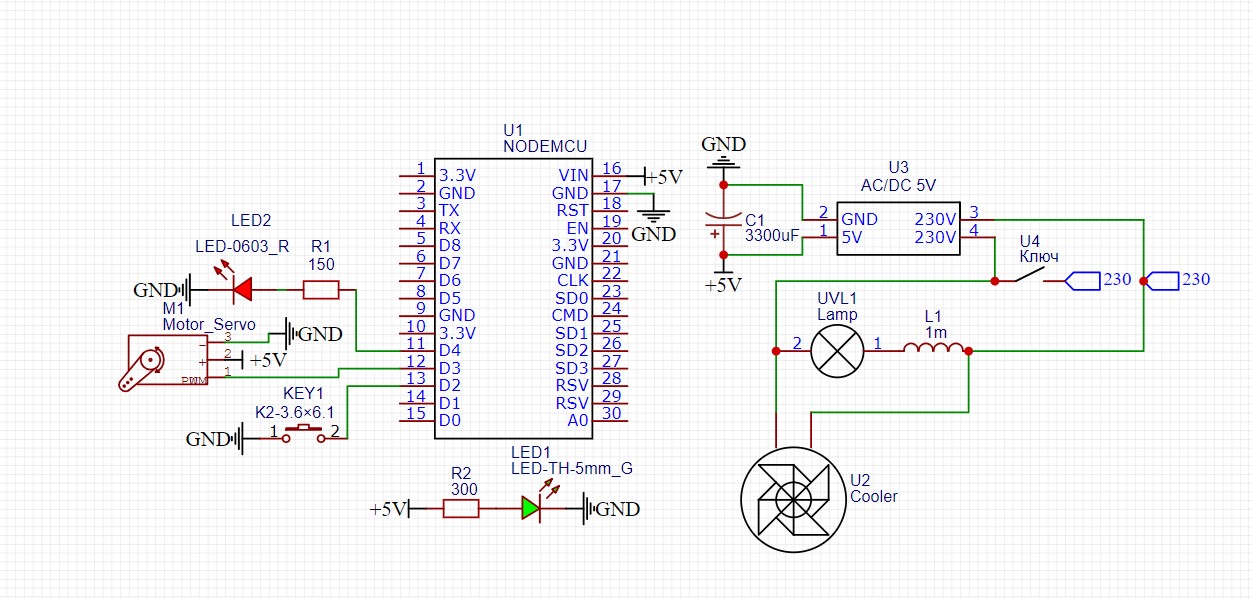 U1
NODEMCU
1 3.3V VIN 16 +5V
2 GND GND 17
3 TX RST 18
4 RX EN 19
5 D8 3.3V 20
6 D7 GND 21
7 D6 CLK 22
8 D5 SD0 23
9 GND CMD 24
10 3.3V SD1 25
11 D4 SD2 26
12 D3 SD3 27
13 D2 RSV 28
14 D1 RSV 29
15 D0 A0 30
GND
LED2
LED-0603_R
R1
150
GND
M1
Motor_Servo
3
GND
−
2
+5V
+
1
PWM
KEY1
K2-3.6×6.1
GND
1 2
LED1
LED-TH-5mm_G
R2
300
+5V
GND
GND
C1
3300uF
+
+5V
U3
AC/DC 5V
2 GND 230V 3
1 5V 230V 4
U4
Ключ
230
230
UVL1
Lamp
2 1
L1
1m
U2
Cooler